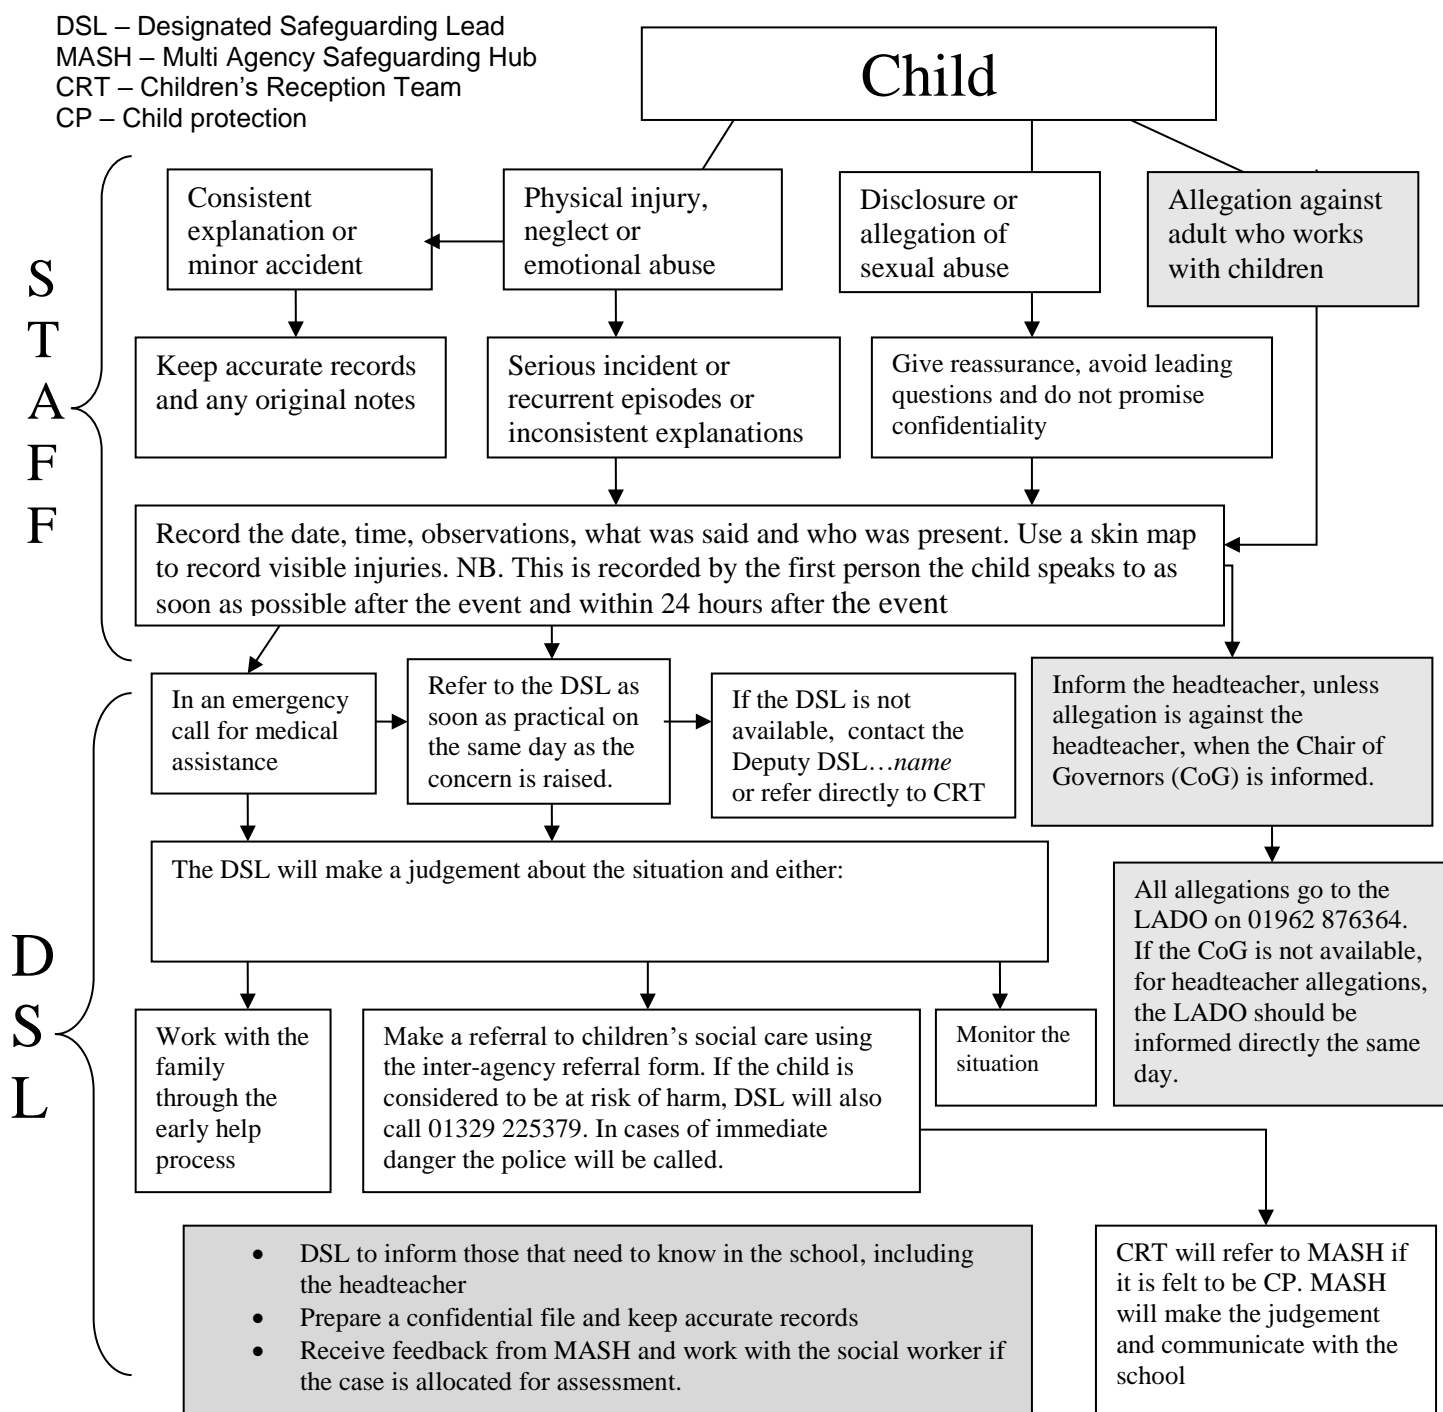 DSL – Designated Safeguarding Lead
MASH – Multi Agency Safeguarding Hub
CRT – Children's Reception Team
CP – Child protection
Child
S
T
A
F
F
Consistent
explanation or
minor accident
Physical injury,
neglect or
emotional abuse
Disclosure or
allegation of
sexual abuse
Allegation against
adult who works
with children
Keep accurate records
and any original notes
Serious incident or
recurrent episodes or
inconsistent explanations
Give reassurance, avoid leading
questions and do not promise
confidentiality
Record the date, time, observations, what was said and who was present. Use a skin map
to record visible injuries. NB. This is recorded by the first person the child speaks to as
soon as possible after the event and within 24 hours after the event
D
S
L
In an emergency
call for medical
assistance
Refer to the DSL as
soon as practical on
the same day as the
concern is raised.
If the DSL is not
available,  contact the
Deputy DSL…name
or refer directly to CRT
Inform the headteacher, unless
allegation is against the
headteacher, when the Chair of
Governors (CoG) is informed.
The DSL will make a judgement about the situation and either:
All allegations go to the
LADO on 01962 876364.
If the CoG is not available,
for headteacher allegations,
the LADO should be
informed directly the same
day.
Work with the
family
through the
early help
process
Make a referral to children's social care using
the inter-agency referral form. If the child is
considered to be at risk of harm, DSL will also
call 01329 225379. In cases of immediate
danger the police will be called.
Monitor the
situation
• DSL to inform those that need to know in the school, including
the headteacher
• Prepare a confidential file and keep accurate records
• Receive feedback from MASH and work with the social worker if
the case is allocated for assessment.
CRT will refer to MASH if
it is felt to be CP. MASH
will make the judgement
and communicate with the
school